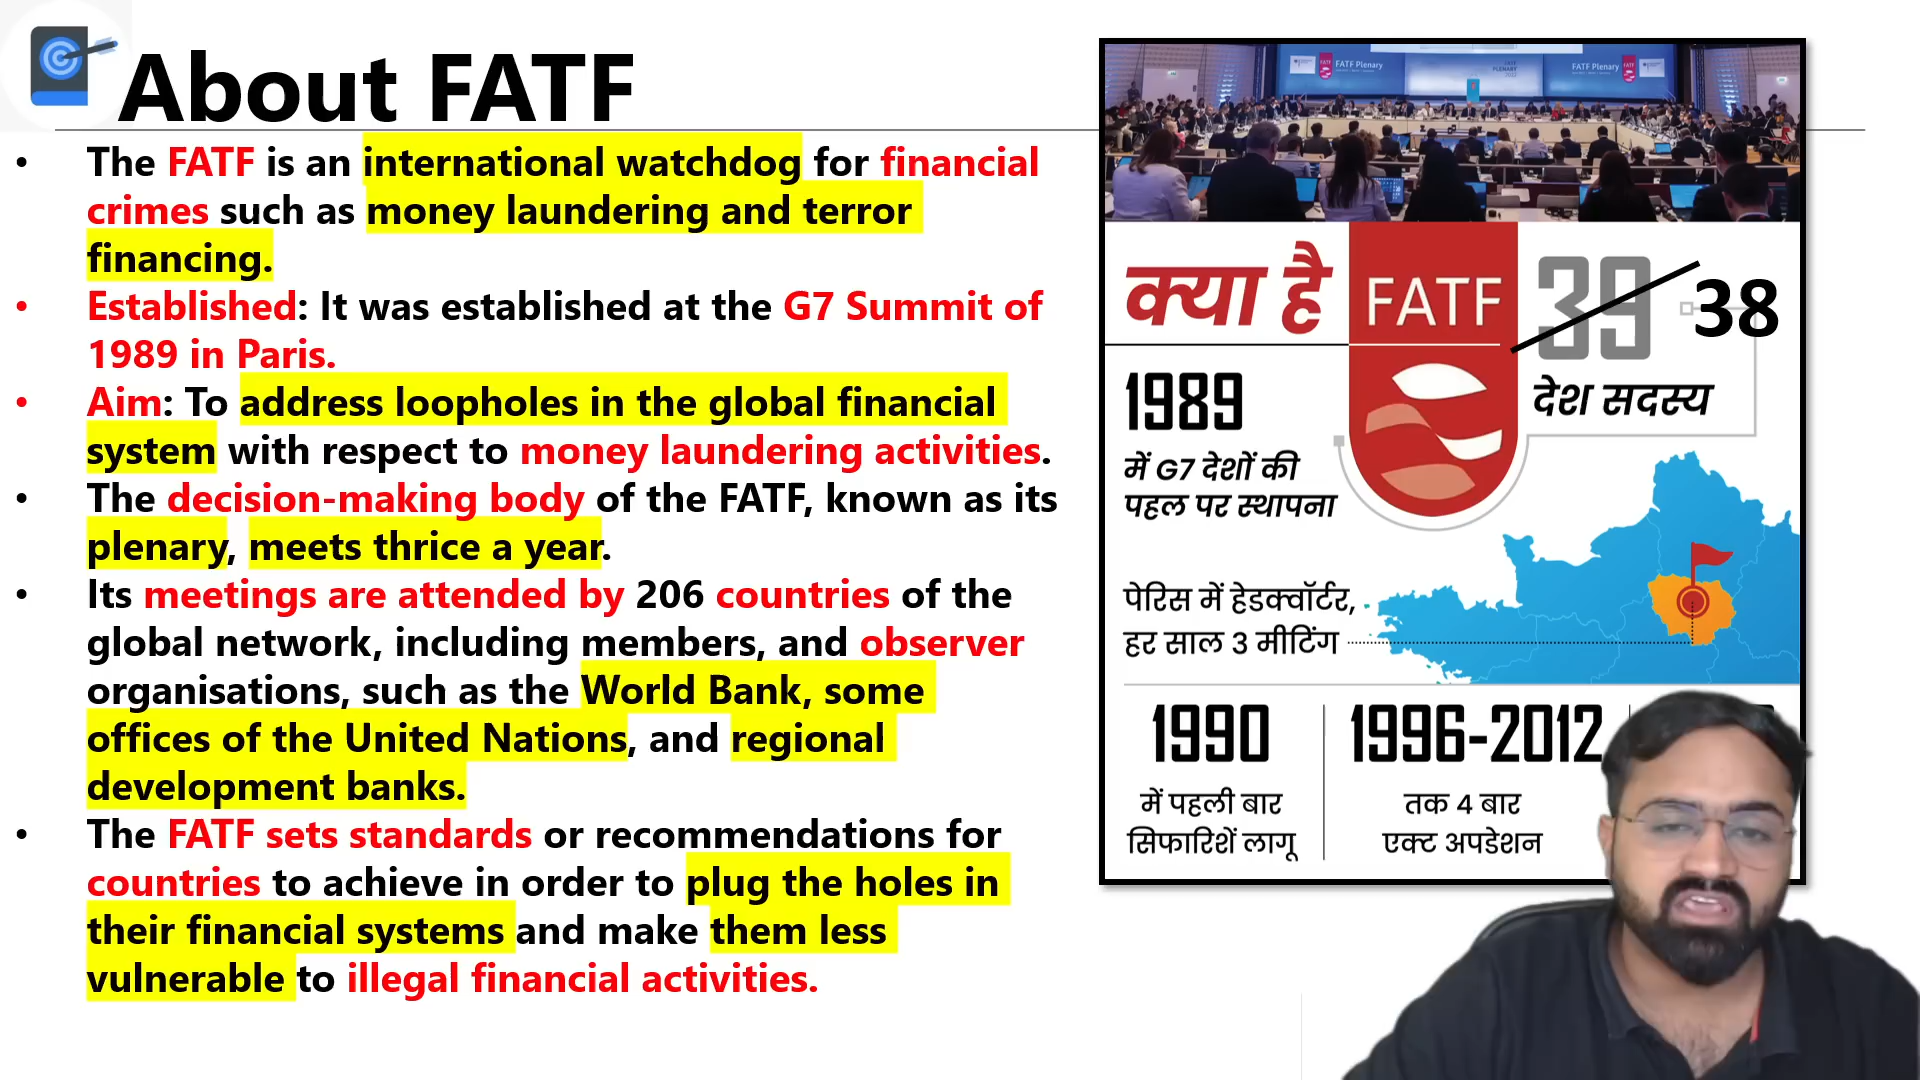 About FATF
• The FATF is an international watchdog for financial
crimes such as money laundering and terror
financing.
• Established: It was established at the G7 Summit of
1989 in Paris.
• Aim: To address loopholes in the global financial
system with respect to money laundering activities.
• The decision-making body of the FATF, known as its
plenary, meets thrice a year.
• Its meetings are attended by 206 countries of the
global network, including members, and observer
organisations, such as the World Bank, some
offices of the United Nations, and regional
development banks.
• The FATF sets standards or recommendations for
countries to achieve in order to plug the holes in
their financial systems and make them less
vulnerable to illegal financial activities.
FATF Plenary
FATF Plenary
क्या है
FATF
39
38
देश सदस्य
1989
में G7 देशों की
पहल पर स्थापना
पेरिस में हेडक्वॉर्टर,
हर साल 3 मीटिंग
1990
में पहली बार
सिफारिशें लागू
1996-2012
तक 4 बार
एक्ट अपडेशन